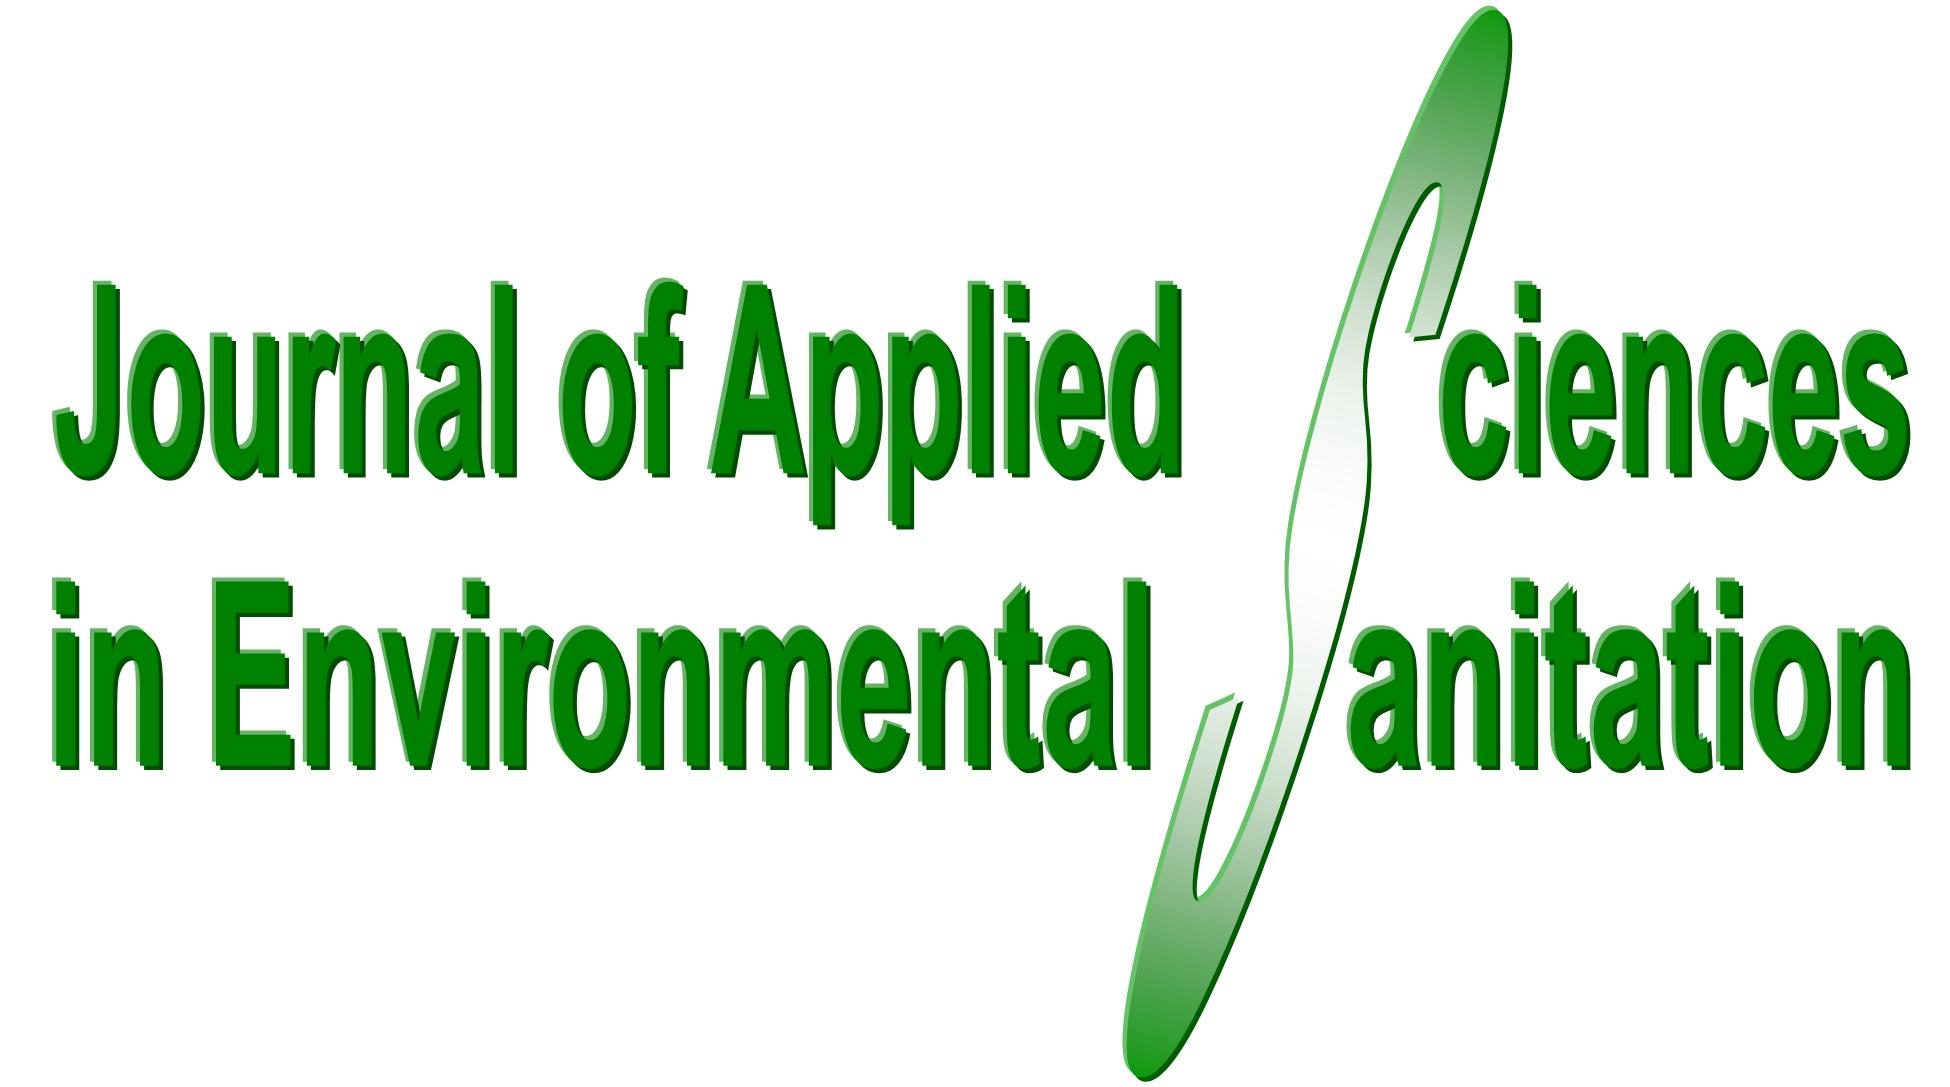 Journal of Applied Sciences
in Environmental Sanitation